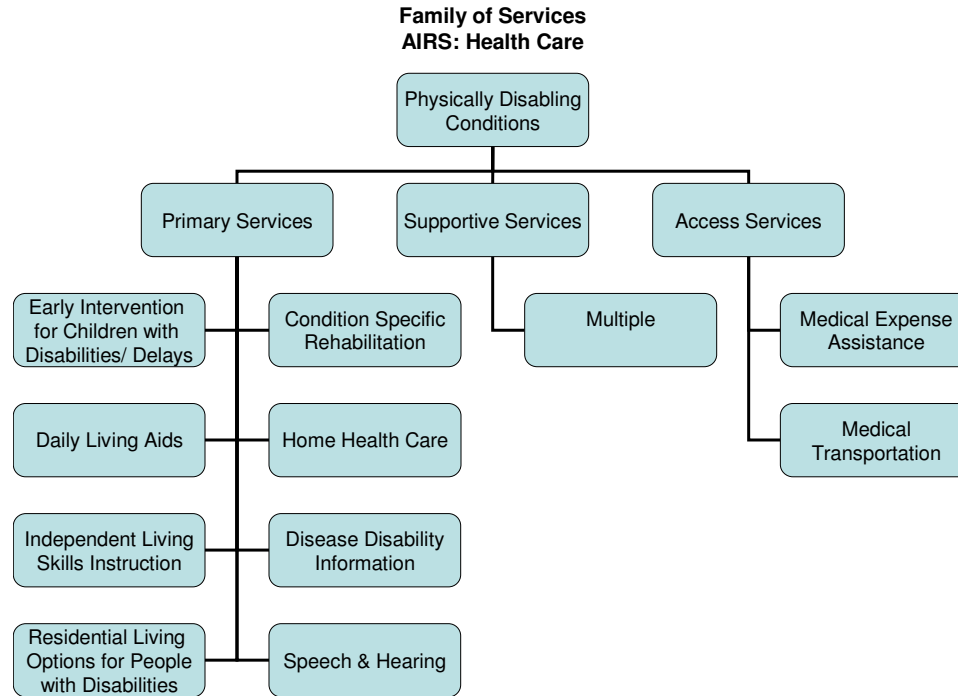 Family of Services
AIRS: Health Care
Physically Disabling
Conditions
Primary Services
Supportive Services
Access Services
Early Intervention
for Children with
Disabilities/ Delays
Condition Specific
Rehabilitation
Multiple
Medical Expense
Assistance
Daily Living Aids
Home Health Care
Medical
Transportation
Independent Living
Skills Instruction
Disease Disability
Information
Residential Living
Options for People
with Disabilities
Speech & Hearing